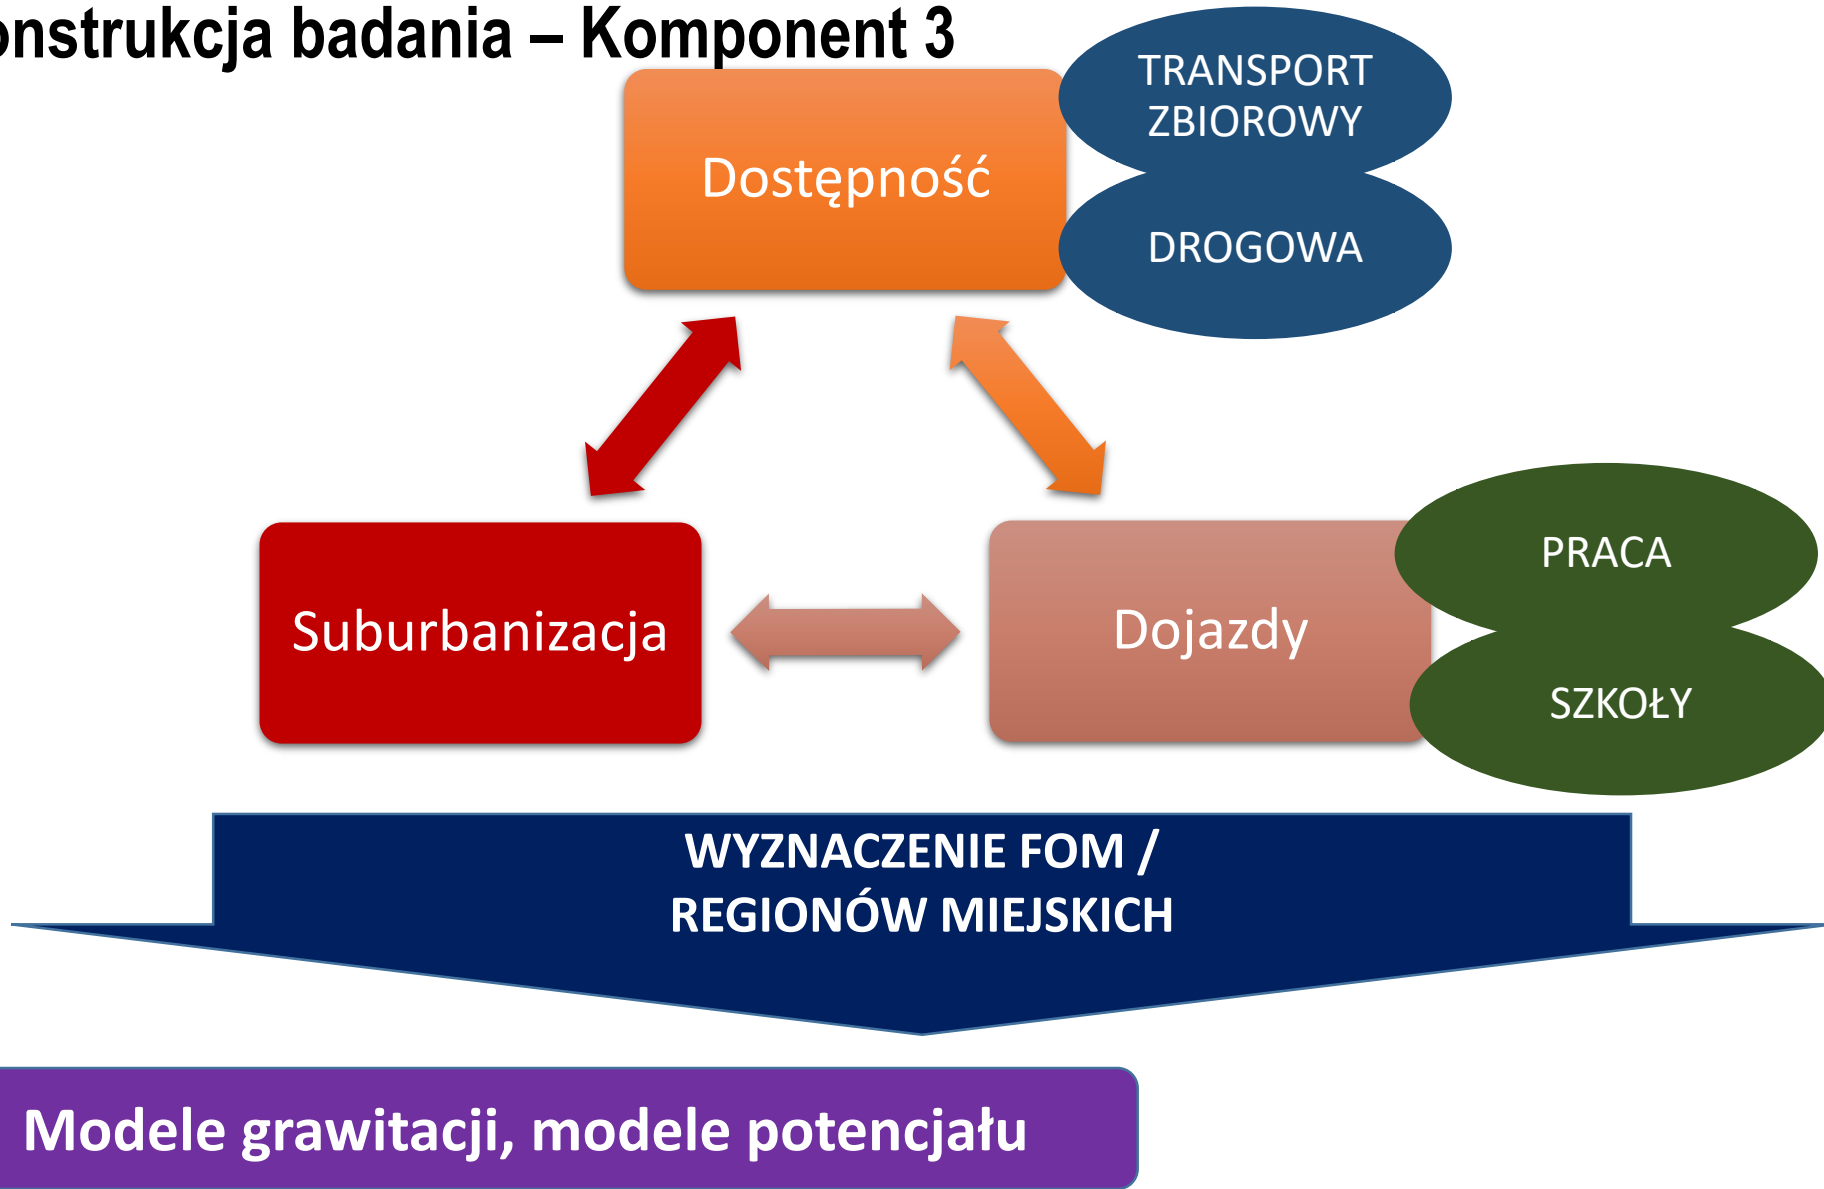 onstrukcja badania – Komponent 3
TRANSPORT
ZBIOROWY
Dostępność
DROGOWA
PRACA
Suburbanizacja
Dojazdy
SZKOŁY
WYZNACZENIE FOM /
REGIONÓW MIEJSKICH
Modele grawitacji, modele potencjału